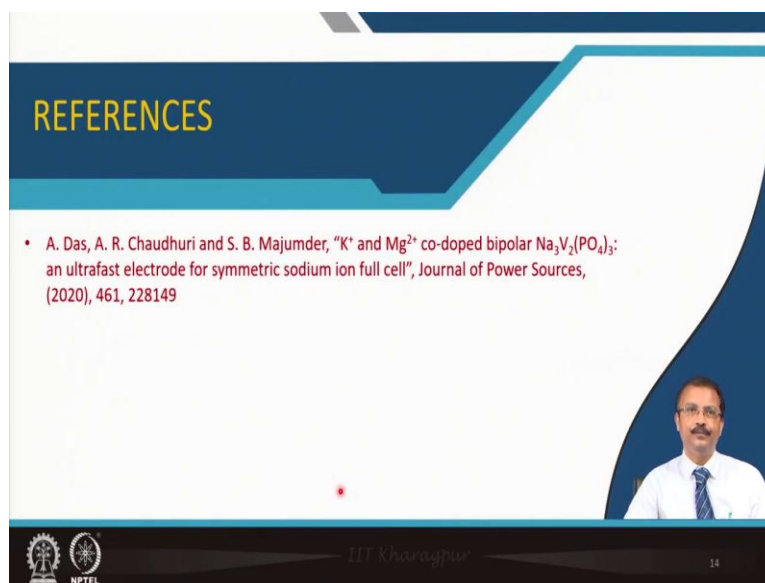 REFERENCES
• A. Das, A. R. Chaudhuri and S. B. Majumder, “K⁺ and Mg²⁺ co-doped bipolar Na₃V₂(PO₄)₃:
an ultrafast electrode for symmetric sodium ion full cell”, Journal of Power Sources,
(2020), 461, 228149
IIT Kharagpur
14
NPTEL